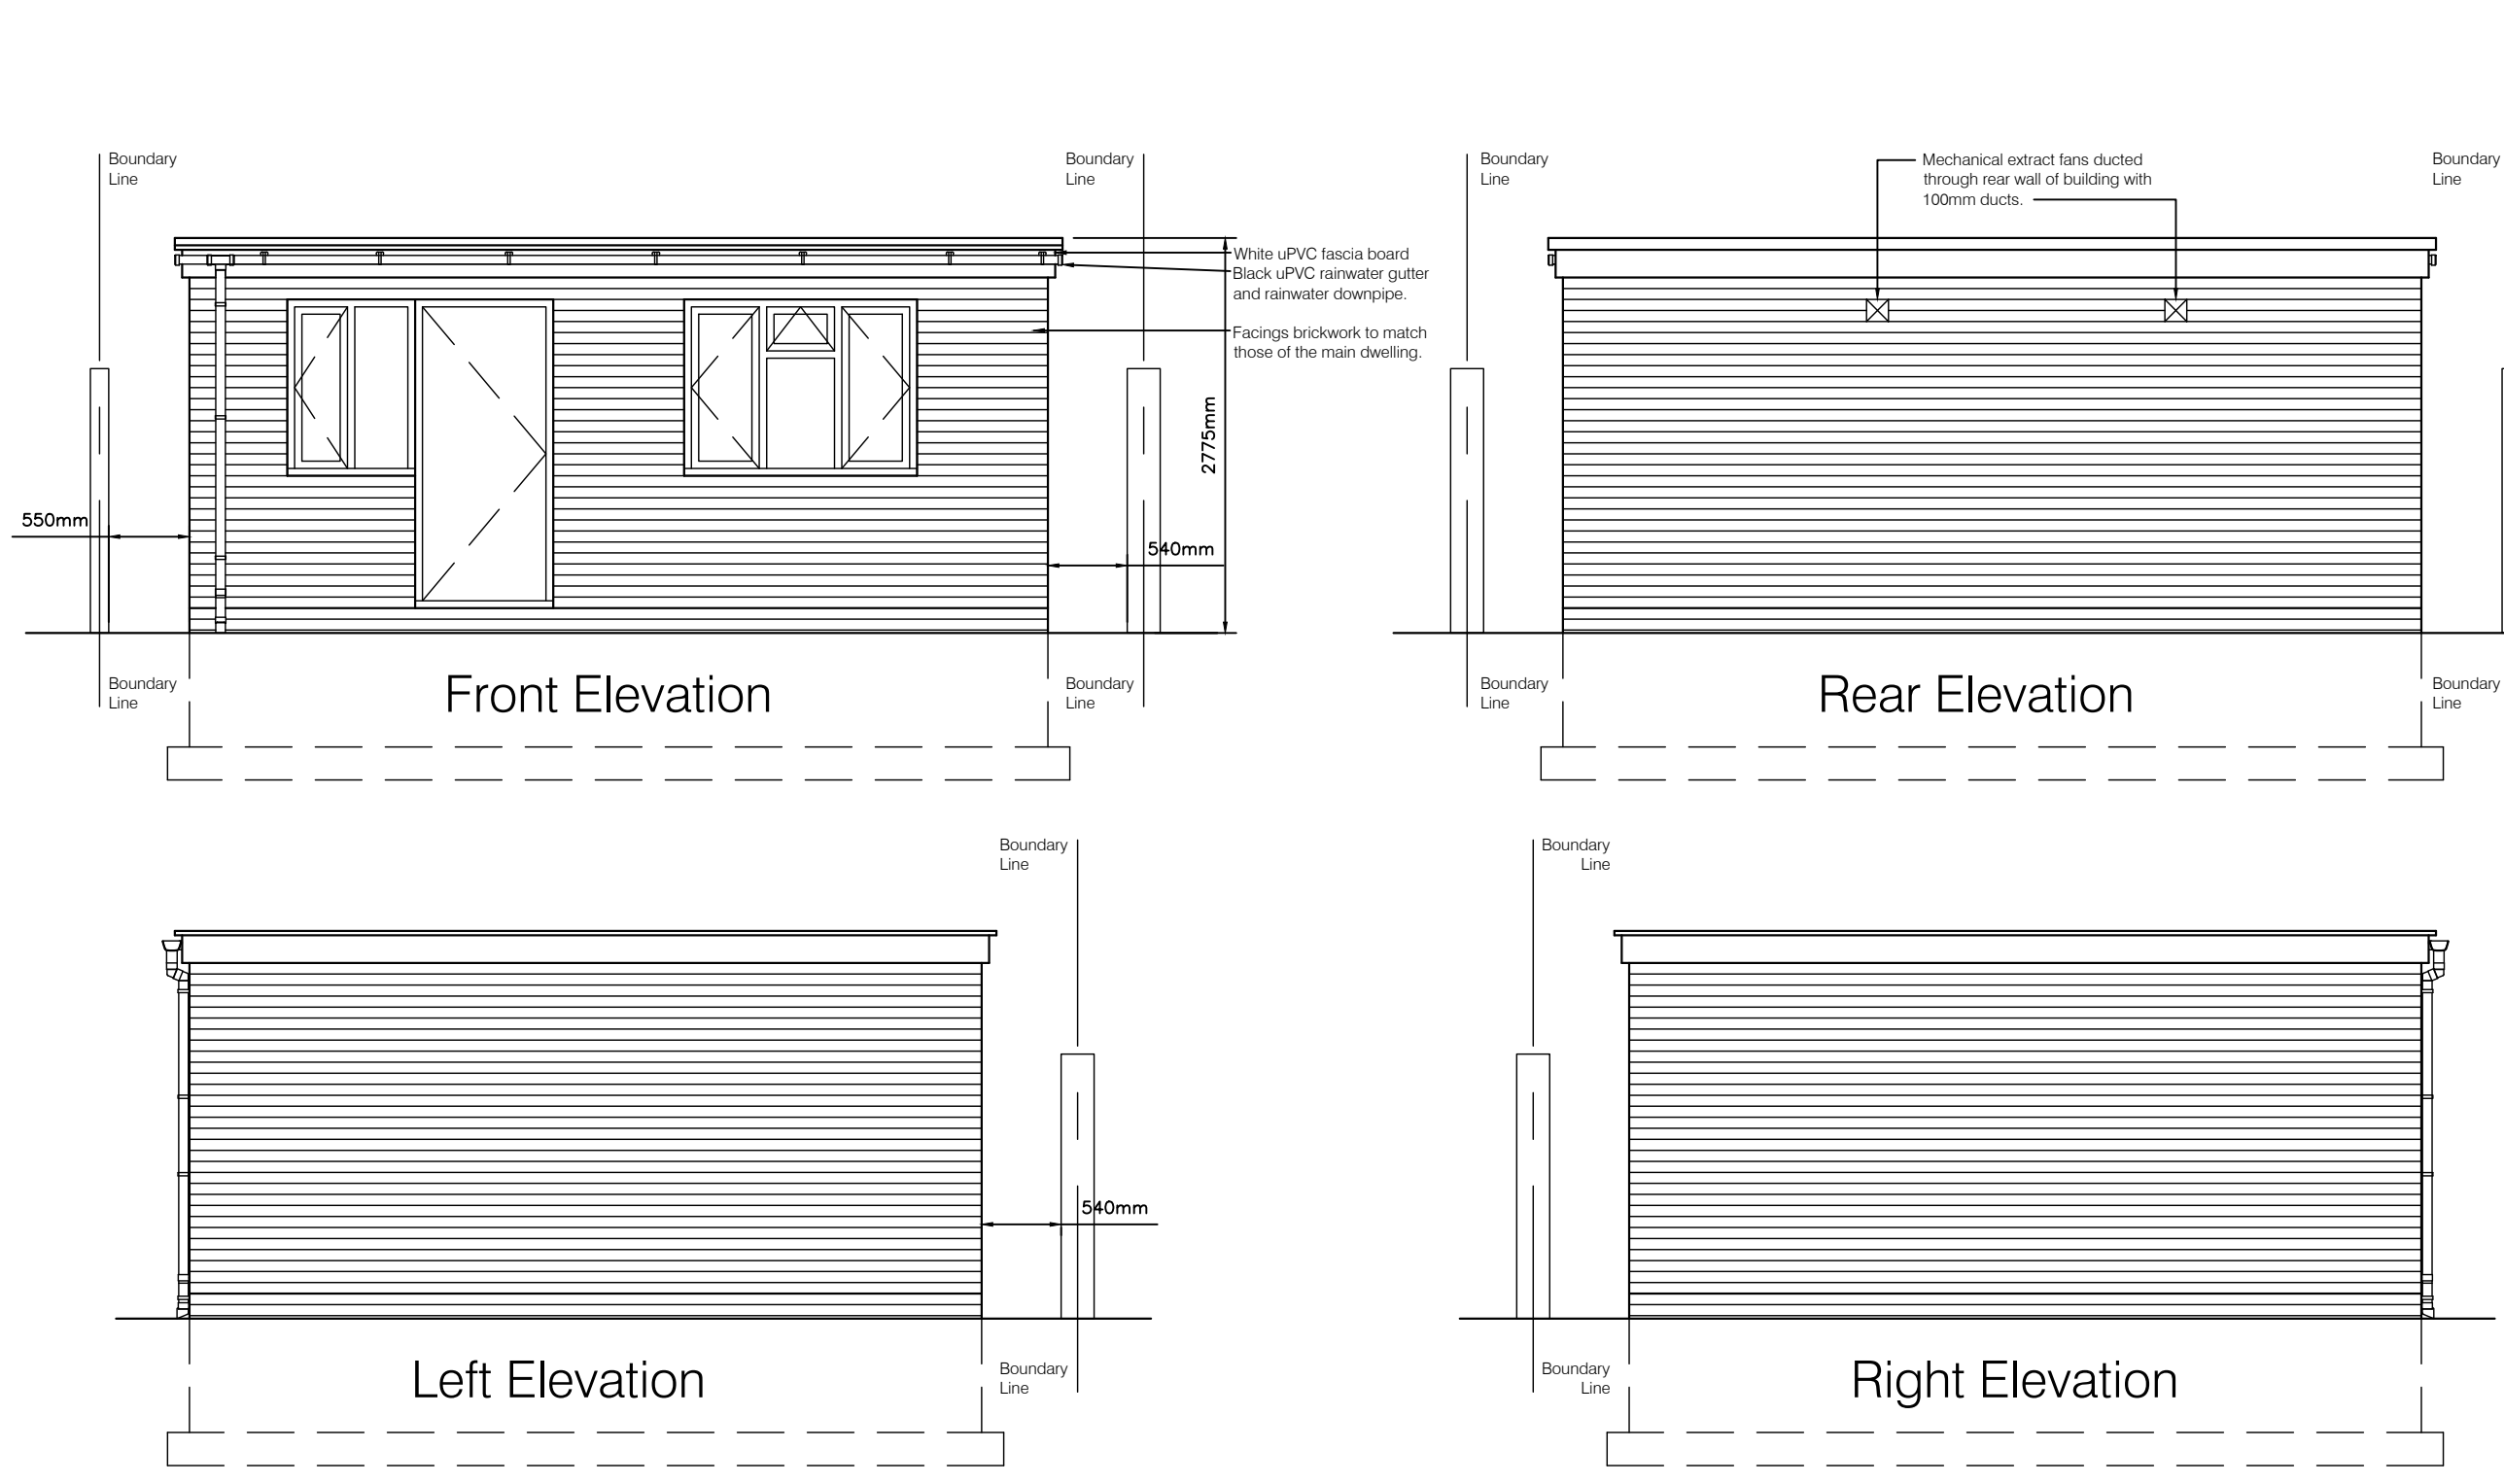 Boundary
Line
Boundary
Line
White uPVC fascia board
Black uPVC rainwater gutter
and rainwater downpipe.
Facings brickwork to match
those of the main dwelling.
2775mm
550mm
540mm
Boundary
Line
Front Elevation
Boundary
Line
Boundary
Line
Mechanical extract fans ducted
through rear wall of building with
100mm ducts.
Boundary
Line
Boundary
Line
Rear Elevation
Boundary
Line
Boundary
Line
540mm
Left Elevation
Boundary
Line
Boundary
Line
Boundary
Line
Right Elevation